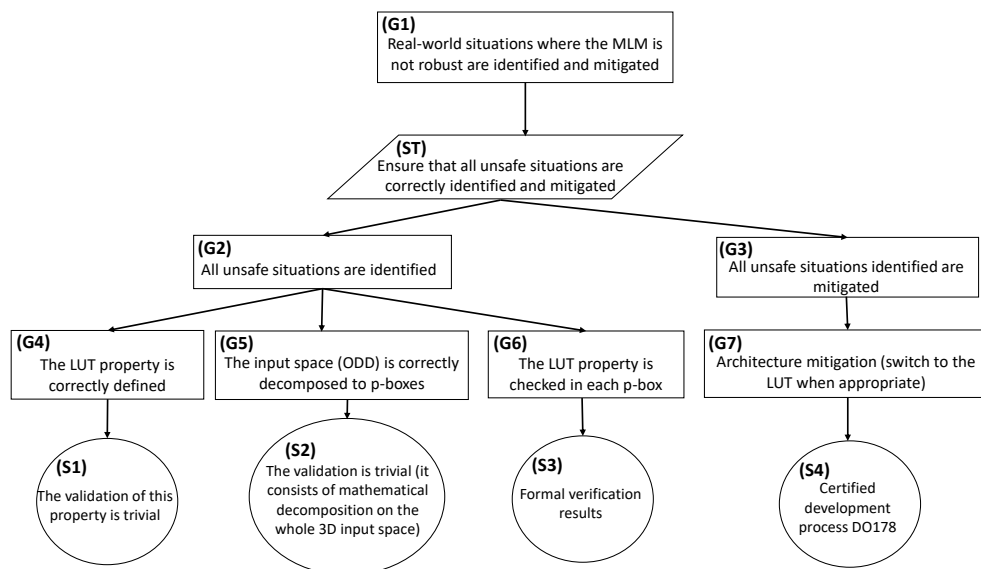 (G1)
Real-world situations where the MLM is
not robust are identified and mitigated
(ST)
Ensure that all unsafe situations are
correctly identified and mitigated
(G2)
All unsafe situations are identified
(G3)
All unsafe situations identified are
mitigated
(G4)
The LUT property is
correctly defined
(G5)
The input space (ODD) is correctly
decomposed to p-boxes
(G6)
The LUT property is
checked in each p-box
(G7)
Architecture mitigation (switch to the
LUT when appropriate)
(S1)
The validation of this
property is trivial
(S2)
The validation is trivial (it
consists of mathematical
decomposition on the
whole 3D input space)
(S3)
Formal verification
results
(S4)
Certified
development
process DO178